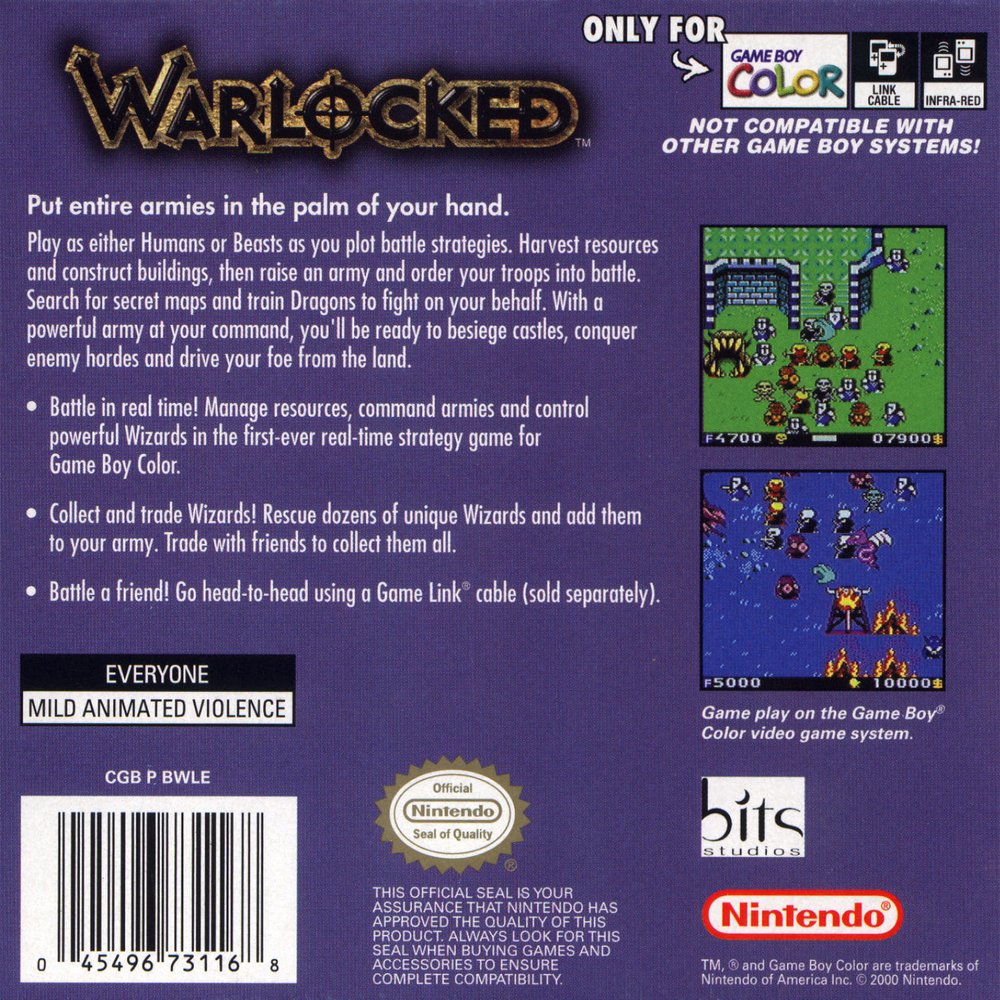 WARLOCKED™
ONLY FOR
GAME BOY
COLOR
LINK
CABLE
INFRA-RED
NOT COMPATIBLE WITH
OTHER GAME BOY SYSTEMS!
Put entire armies in the palm of your hand.
Play as either Humans or Beasts as you plot battle strategies. Harvest resources
and construct buildings, then raise an army and order your troops into battle.
Search for secret maps and train Dragons to fight on your behalf. With a
powerful army at your command, you'll be ready to besiege castles, conquer
enemy hordes and drive your foe from the land.
• Battle in real time! Manage resources, command armies and control
powerful Wizards in the first-ever real-time strategy game for
Game Boy Color.
• Collect and trade Wizards! Rescue dozens of unique Wizards and add them
to your army. Trade with friends to collect them all.
• Battle a friend! Go head-to-head using a Game Link® cable (sold separately).
F4700 07900$
F5000 10000$
Game play on the Game Boy®
Color video game system.
EVERYONE
MILD ANIMATED VIOLENCE
CGB P BWLE
0 45496 73116 8
Official
Nintendo
Seal of Quality
®
THIS OFFICIAL SEAL IS YOUR
ASSURANCE THAT NINTENDO HAS
APPROVED THE QUALITY OF THIS
PRODUCT. ALWAYS LOOK FOR THIS
SEAL WHEN BUYING GAMES AND
ACCESSORIES TO ENSURE
COMPLETE COMPATIBILITY.
bits
studios
Nintendo®
TM, ® and Game Boy Color are trademarks of
Nintendo of America Inc. © 2000 Nintendo.